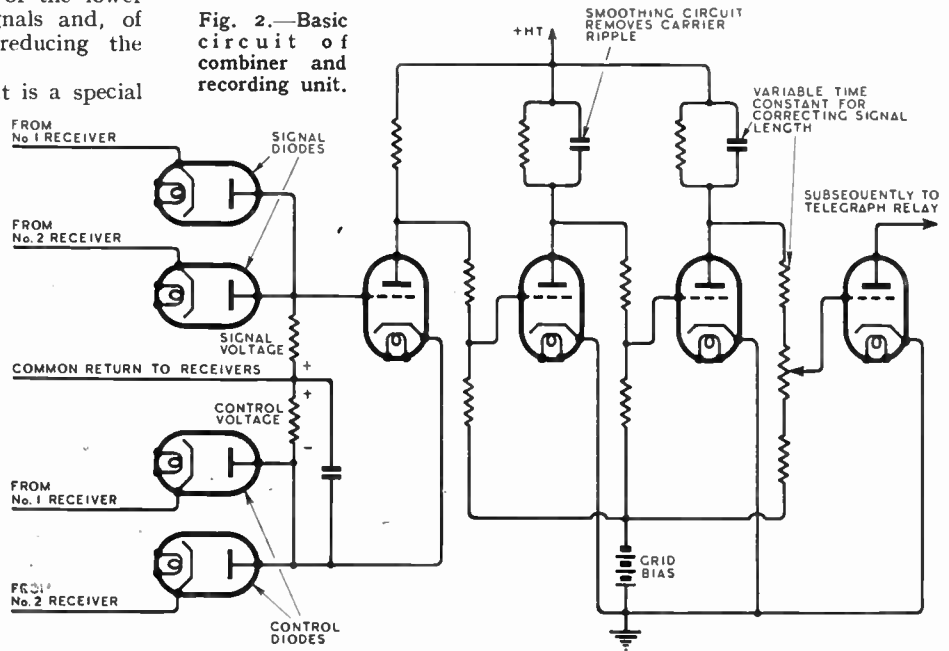 of the lower
signals and, of
reducing the
t is a special
Fig. 2.—Basic
circuit of
combiner and
recording unit.
SMOOTHING CIRCUIT
REMOVES CARRIER
RIPPLE
+HT
VARIABLE TIME
CONSTANT FOR
CORRECTING SIGNAL
LENGTH
FROM
No 1 RECEIVER
SIGNAL
DIODES
SUBSEQUENTLY TO
TELEGRAPH RELAY
FROM
No. 2 RECEIVER
SIGNAL
VOLTAGE
+
COMMON RETURN TO RECEIVERS
+
CONTROL
VOLTAGE
-
FROM
No. 1 RECEIVER
GRID
BIAS
FROM
No. 2 RECEIVER
CONTROL
DIODES